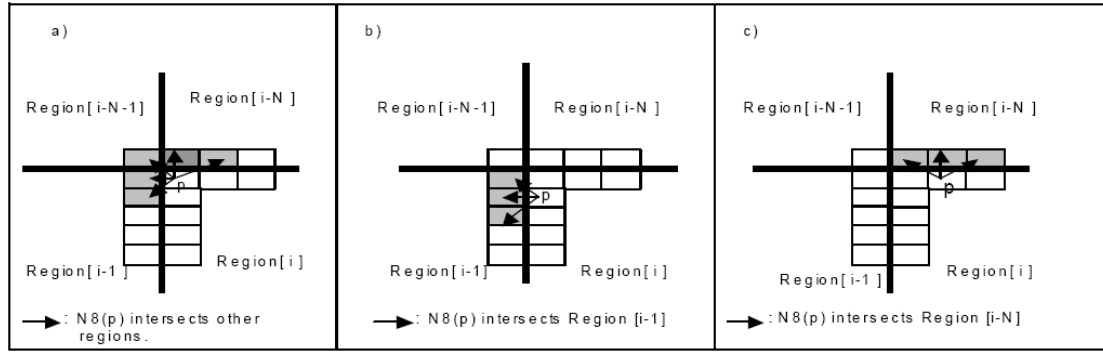 a)
Region[i-N-1]
Region[i-N]
p
Region[i-1]
Region[i]
: N8(p) intersects other
regions.
b)
Region[i-N-1]
Region[i-N]
p
Region[i-1]
Region[i]
: N8(p) intersects Region [i-1]
c)
Region[i-N-1]
Region[i-N]
p
Region[i-1]
Region[i]
: N8(p) intersects Region [i-N]